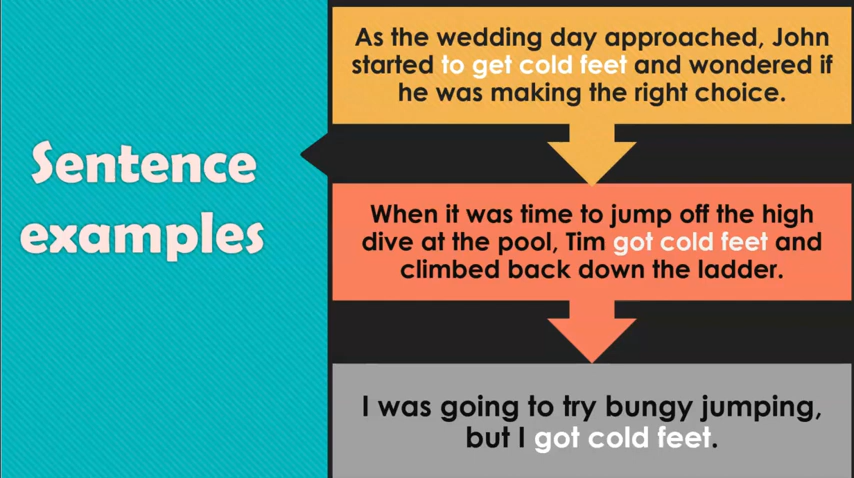 Sentence
examples
As the wedding day approached, John
started to get cold feet and wondered if
he was making the right choice.
When it was time to jump off the high
dive at the pool, Tim got cold feet and
climbed back down the ladder.
I was going to try bungy jumping,
but I got cold feet.